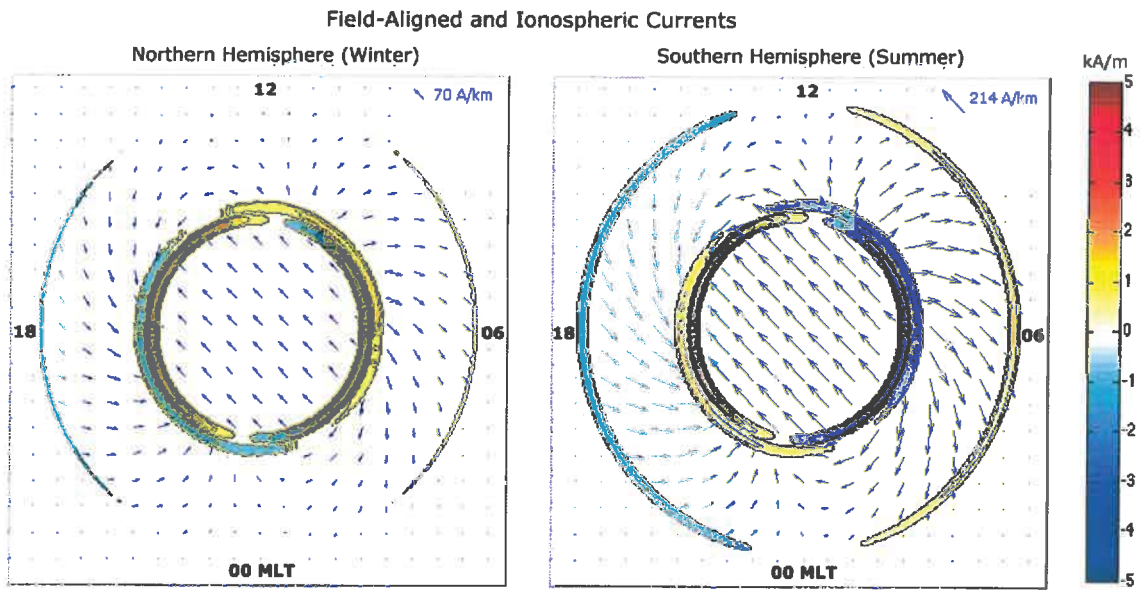 Field-Aligned and Ionospheric Currents
Northern Hemisphere (Winter)
Southern Hemisphere (Summer)
kA/m
12
70 A/km
18
06
00 MLT
12
214 A/km
18
06
00 MLT
5
4
3
2
1
0
-1
-2
-3
-4
-5